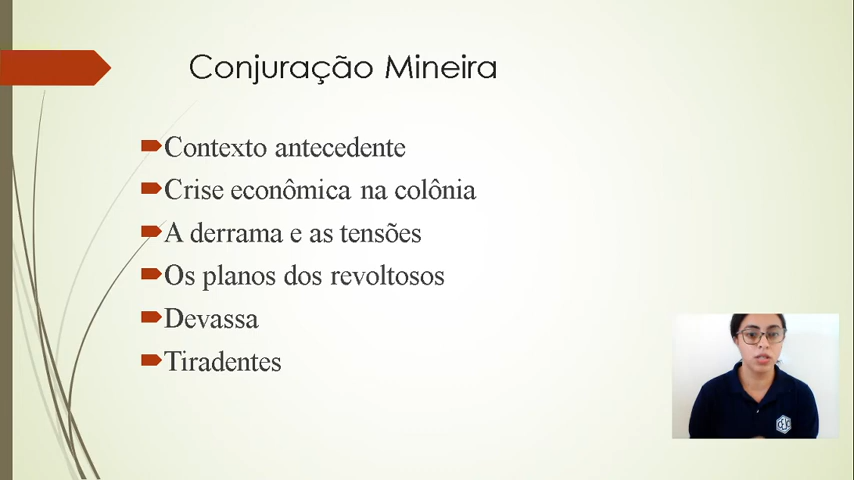 Conjuração Mineira
Contexto antecedente
Crise econômica na colônia
A derrama e as tensões
Os planos dos revoltosos
Devassa
Tiradentes